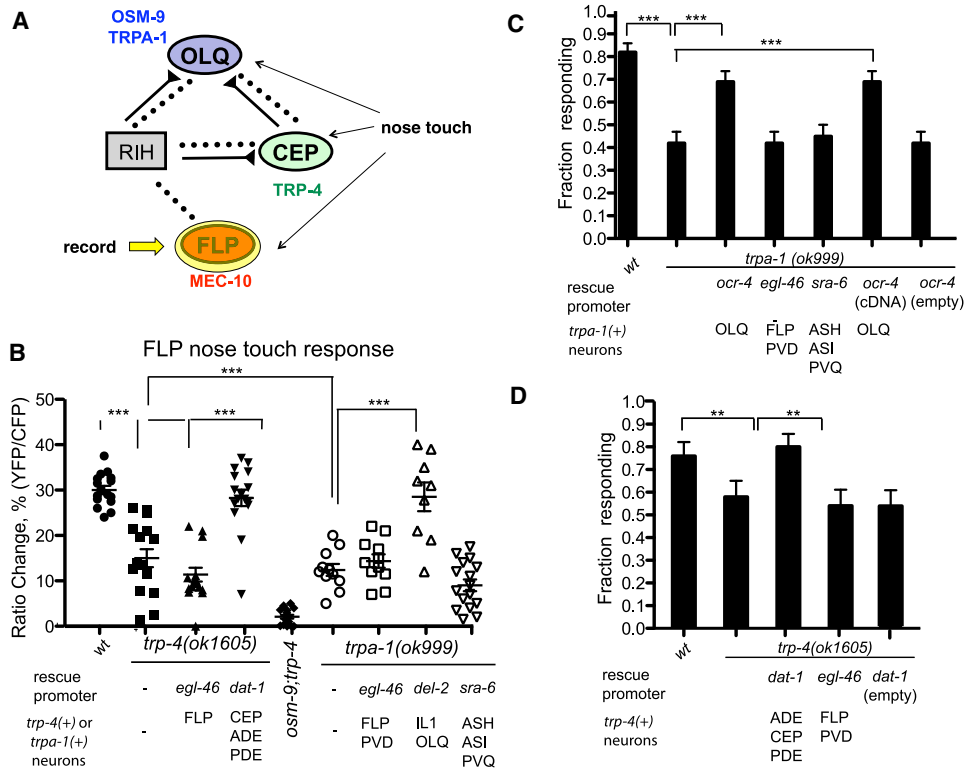 A
OSM-9
TRPA-1
OLQ
nose touch
RIH
CEP
TRP-4
record
FLP
MEC-10
B
FLP nose touch response
Ratio Change, % (YFP/CFP)
50
40
30
20
10
0
***
***
***
***
wt
trp-4(ok1605)
osm-9;trp-4
trpa-1(ok999)
rescue
promoter
- egl-46 dat-1 - egl-46 del-2 sra-6
trp-4(+) or
trpa-1(+)
neurons
- FLP CEP - FLP IL1 ASH
ADE PVD OLQ ASI
PDE PVQ
C
Fraction responding
1.0
0.9
0.8
0.7
0.6
0.5
0.4
0.3
0.2
0.1
0.0
*** ***
***
wt
trpa-1 (ok999)
rescue
promoter
ocr-4 egl-46 sra-6 ocr-4 ocr-4
(cDNA) (empty)
trpa-1(+)
neurons
-
OLQ FLP ASH OLQ
PVD ASI
PVQ
D
Fraction responding
1.0
0.9
0.8
0.7
0.6
0.5
0.4
0.3
0.2
0.1
0.0
** **
wt
trp-4(ok1605)
rescue
promoter
dat-1 egl-46 dat-1
(empty)
trp-4(+)
neurons
ADE FLP
CEP PVD
PDE